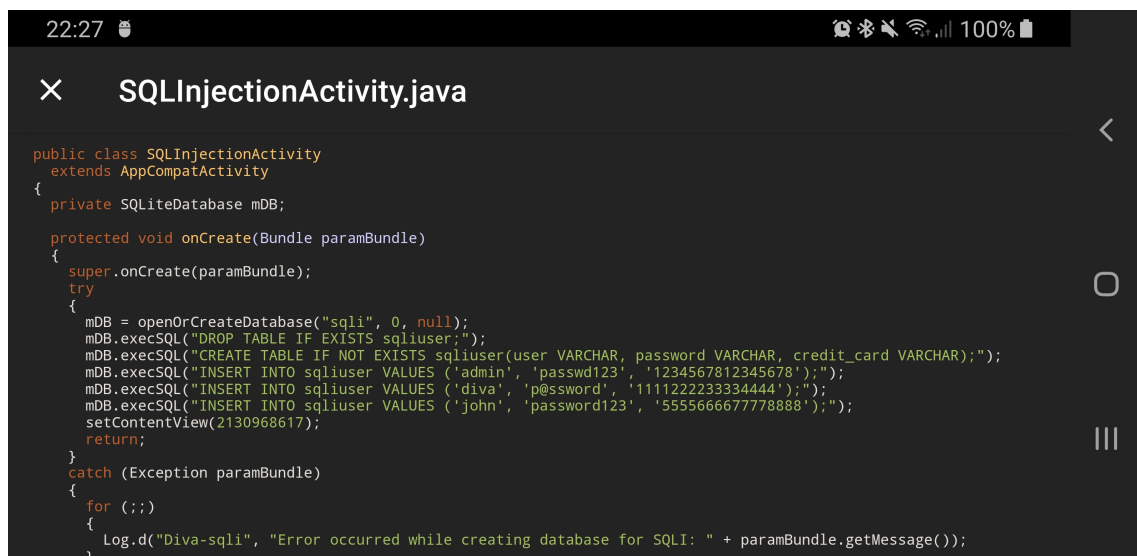 22:27 100%
SQLInjectionActivity.java
public class SQLInjectionActivity
  extends AppCompatActivity
{
  private SQLiteDatabase mDB;

  protected void onCreate(Bundle paramBundle)
  {
    super.onCreate(paramBundle);
    try
    {
      mDB = openOrCreateDatabase("sqli", 0, null);
      mDB.execSQL("DROP TABLE IF EXISTS sqliuser;");
      mDB.execSQL("CREATE TABLE IF NOT EXISTS sqliuser(user VARCHAR, password VARCHAR, credit_card VARCHAR);");
      mDB.execSQL("INSERT INTO sqliuser VALUES ('admin', 'passwd123', '1234567812345678');");
      mDB.execSQL("INSERT INTO sqliuser VALUES ('diva', 'p@ssword', '1111222233334444');");
      mDB.execSQL("INSERT INTO sqliuser VALUES ('john', 'password123', '5555666677778888');");
      setContentView(2130968617);
      return;
    }
    catch (Exception paramBundle)
    {
      for (;;)
      {
        Log.d("Diva-sqli", "Error occurred while creating database for SQLI: " + paramBundle.getMessage());
      }